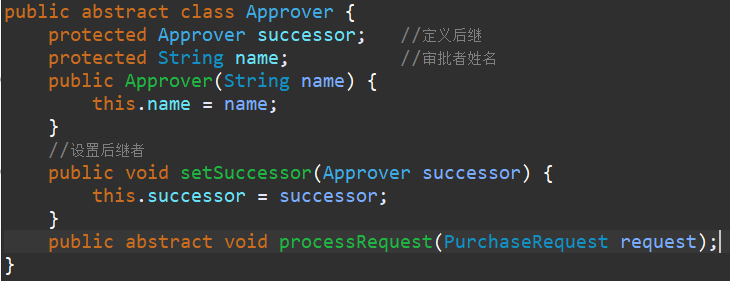 public abstract class Approver {
    protected Approver successor;   //定义后继
    protected String name;          //审批者姓名
    public Approver(String name) {
        this.name = name;
    }
    //设置后继者
    public void setSuccessor(Approver successor) {
        this.successor = successor;
    }
    public abstract void processRequest(PurchaseRequest request);
}